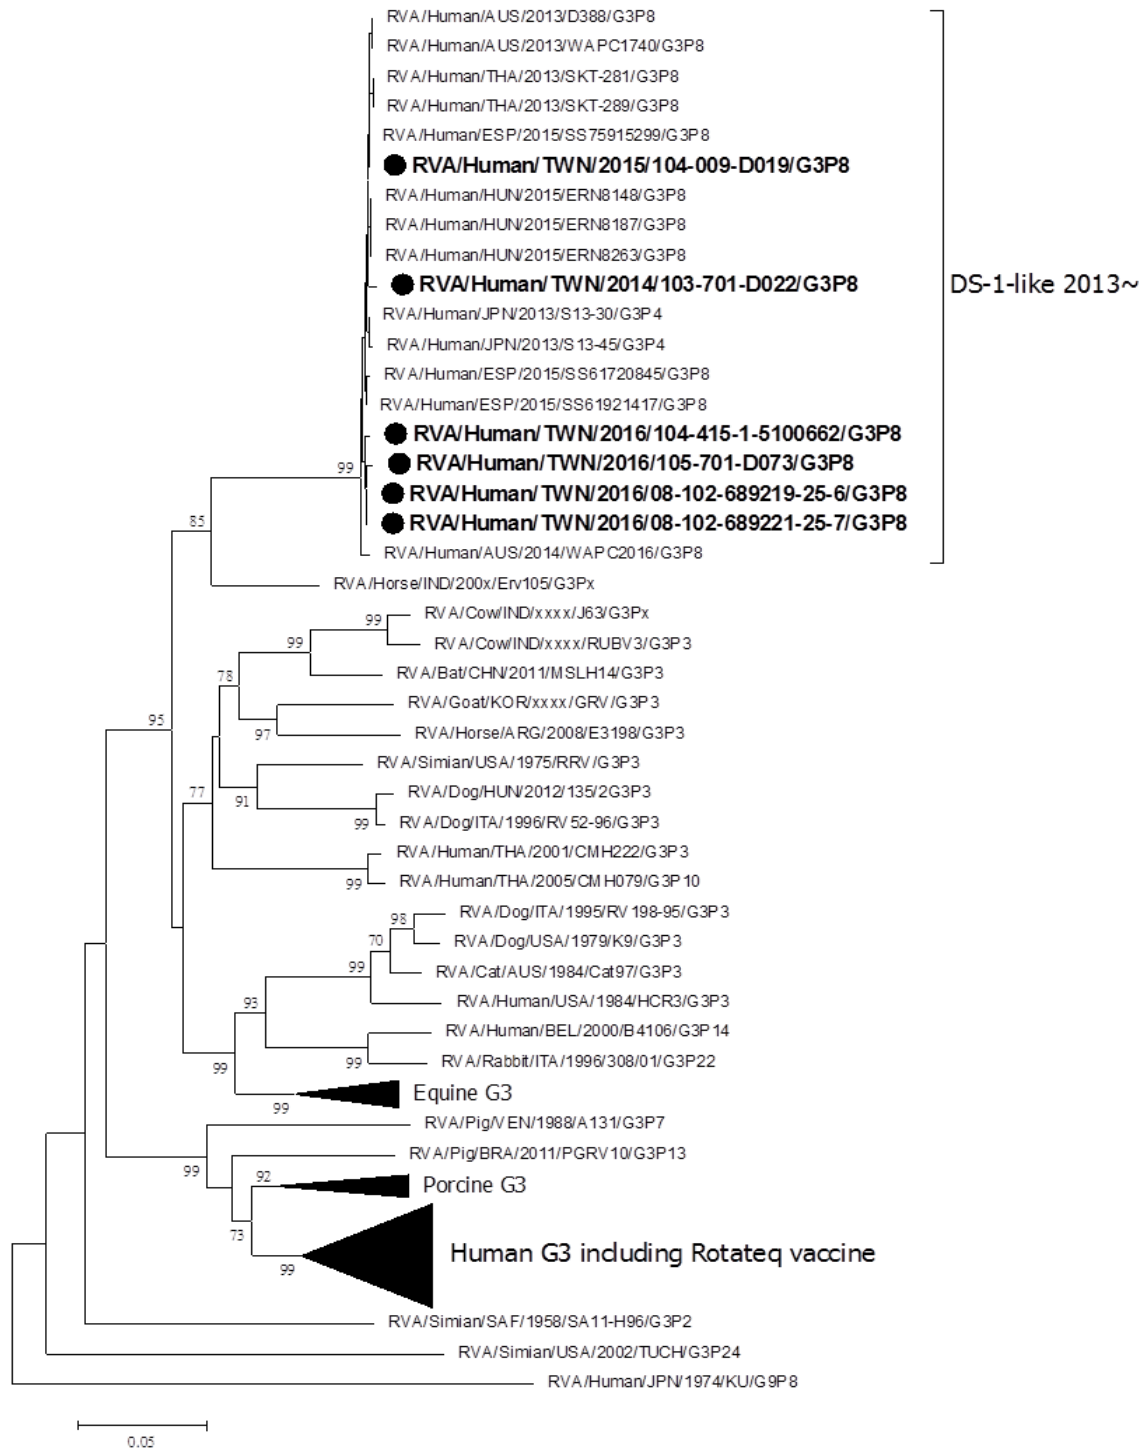 RVA/Human/AUS/2013/D388/G3P8
RVA/Human/AUS/2013/WAPC1740/G3P8
RVA/Human/THA/2013/SKT-281/G3P8
RVA/Human/THA/2013/SKT-289/G3P8
RVA/Human/ESP/2015/SS75915299/G3P8
RVA/Human/TWN/2015/104-009-D019/G3P8
RVA/Human/HUN/2015/ERN8148/G3P8
RVA/Human/HUN/2015/ERN8187/G3P8
RVA/Human/HUN/2015/ERN8263/G3P8
RVA/Human/TWN/2014/103-701-D022/G3P8
DS-1-like 2013~
RVA/Human/JPN/2013/S13-30/G3P4
RVA/Human/JPN/2013/S13-45/G3P4
RVA/Human/ESP/2015/SS61720845/G3P8
RVA/Human/ESP/2015/SS61921417/G3P8
RVA/Human/TWN/2016/104-415-1-5100662/G3P8
RVA/Human/TWN/2016/105-701-D073/G3P8
99
RVA/Human/TWN/2016/08-102-689219-25-6/G3P8
RVA/Human/TWN/2016/08-102-689221-25-7/G3P8
85
RVA/Human/AUS/2014/WAPC2016/G3P8
RVA/Horse/IND/200x/Erv105/G3Px
RVA/Cow/IND/xxxx/J63/G3Px
99
RVA/Cow/IND/xxxx/RUBV3/G3P3
99
RVA/Bat/CHN/2011/MSLH14/G3P3
78
RVA/Goat/KOR/xxxx/GRV/G3P3
95
97
RVA/Horse/ARG/2008/E3198/G3P3
RVA/Simian/USA/1975/RRV/G3P3
77
RVA/Dog/HUN/2012/135/2G3P3
91
99
RVA/Dog/ITA/1996/RV52-96/G3P3
RVA/Human/THA/2001/CMH222/G3P3
99
RVA/Human/THA/2005/CMH079/G3P10
RVA/Dog/ITA/1995/RV198-95/G3P3
98
70
RVA/Dog/USA/1979/K9/G3P3
99
RVA/Cat/AUS/1984/Cat97/G3P3
93
RVA/Human/USA/1984/HCR3/G3P3
RVA/Human/BEL/2000/B4106/G3P14
99
RVA/Rabbit/ITA/1996/308/01/G3P22
99
Equine G3
99
RVA/Pig/VEN/1988/A131/G3P7
RVA/Pig/BRA/2011/PGRV10/G3P13
99
92
Porcine G3
73
Human G3 including Rotateq vaccine
99
RVA/Simian/SAF/1958/SA11-H96/G3P2
RVA/Simian/USA/2002/TUCH/G3P24
RVA/Human/JPN/1974/KU/G9P8
0.05